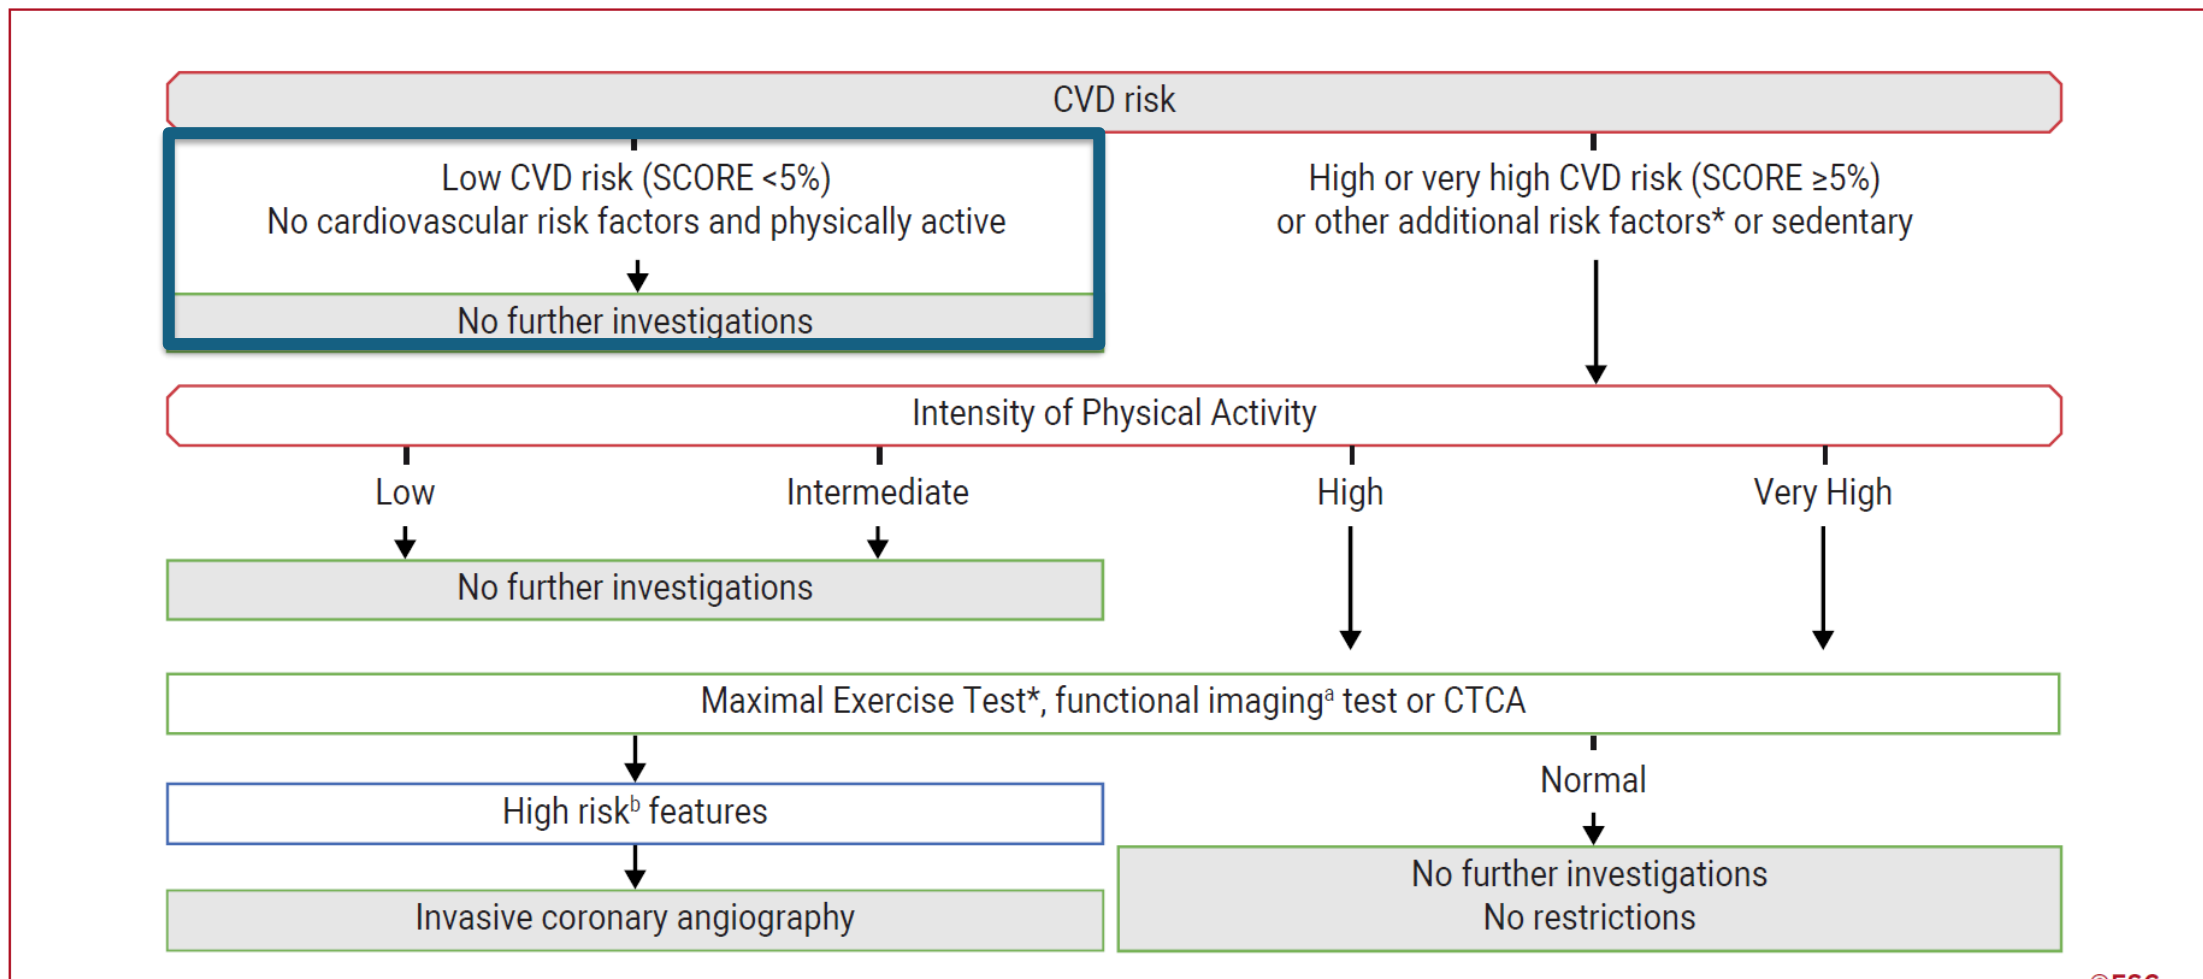 CVD risk
Low CVD risk (SCORE <5%)
No cardiovascular risk factors and physically active
High or very high CVD risk (SCORE ≥5%)
or other additional risk factors* or sedentary
No further investigations
Intensity of Physical Activity
Low
Intermediate
High
Very High
No further investigations
Maximal Exercise Test*, functional imagingᵃ test or CTCA
High riskᵇ features
Normal
Invasive coronary angiography
No further investigations
No restrictions